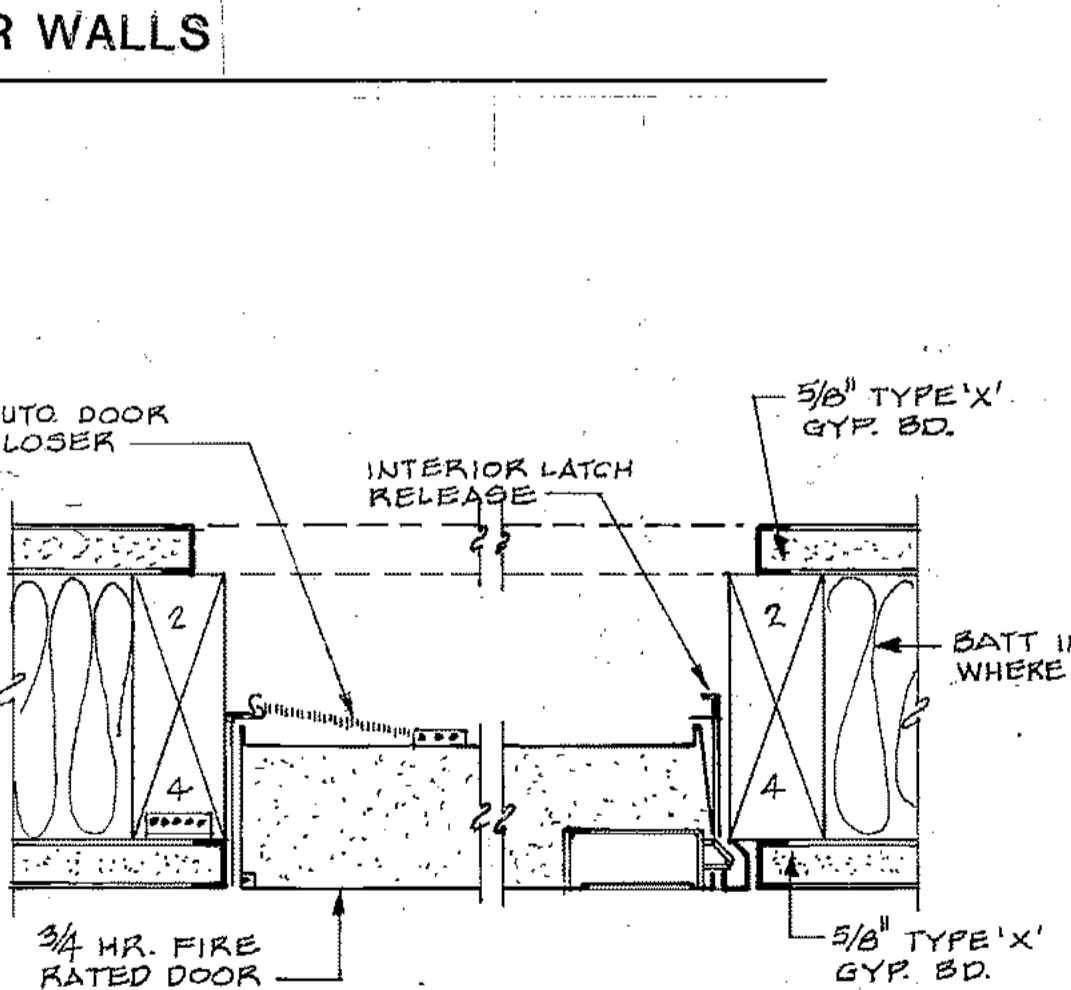 R WALLS
5/8" TYPE 'X'
GYP. BD.
UTO. DOOR
LOSER
INTERIOR LATCH
RELEASE
2
2
BATT I
WHERE
4
4
3/4 HR. FIRE
RATED DOOR
5/8" TYPE 'X'
GYP. BD.